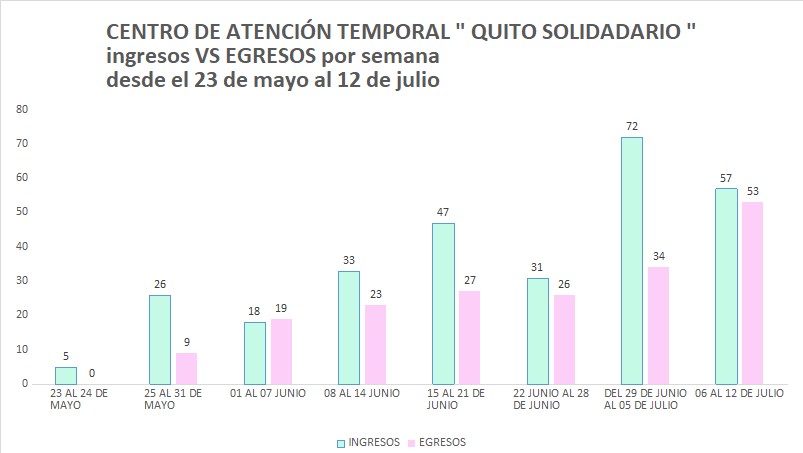 CENTRO DE ATENCIÓN TEMPORAL " QUITO SOLIDADARIO "
ingresos VS EGRESOS por semana
desde el 23 de mayo al 12 de julio
80
70
60
50
40
30
20
10
0
5
0
26
9
18
19
33
23
47
27
31
26
72
34
57
53
23 AL 24 DE
MAYO
25 AL 31 DE
MAYO
01 AL 07 JUNIO
08 AL 14 JUNIO
15 AL 21 DE
JUNIO
22 JUNIO AL 28
DE JUNIO
DEL 29 DE JUNIO
AL 05 DE JULIO
06 AL 12 DE JULIO
INGRESOS
EGRESOS